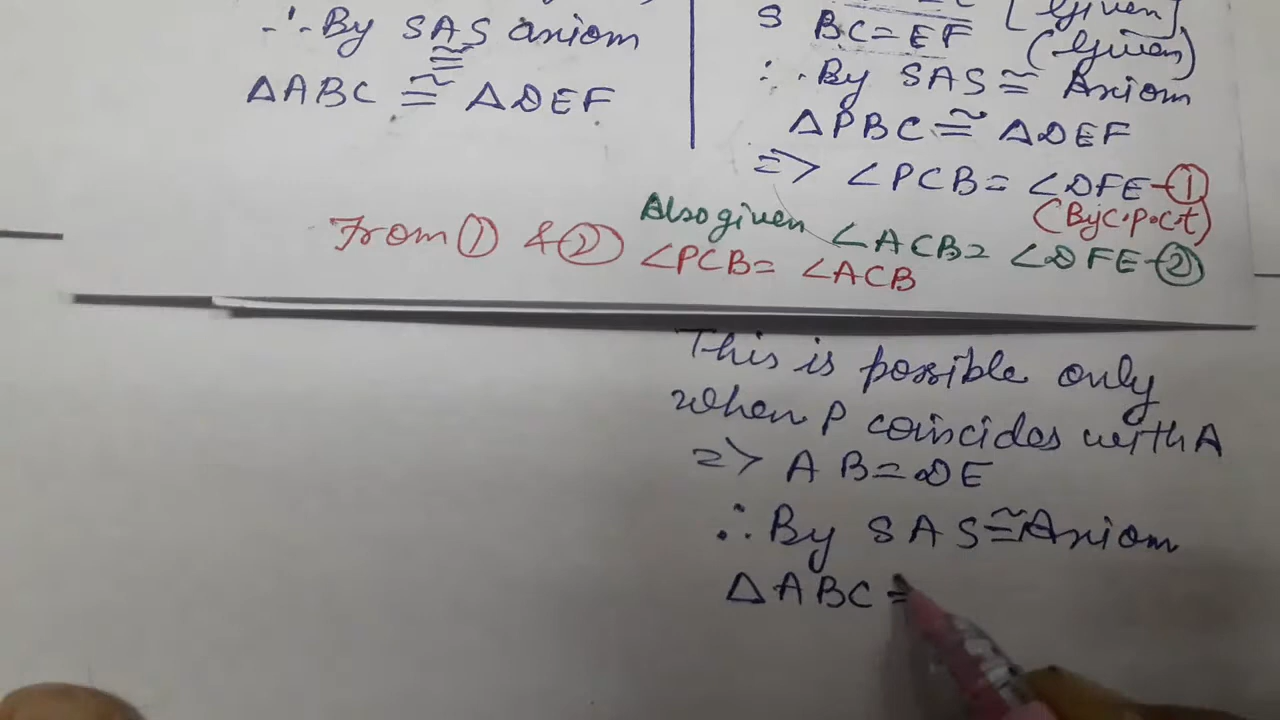 ∴ By SAS axiom
≅
ΔABC ≅ ΔDEF
[Given]
S BC=EF (Given)
∴ By SAS ≅ Axiom
ΔPBC ≅ ΔDEF
=> ∠PCB = ∠DFE-①
(By C.P.C.t)
Also given ∠ACB = ∠DFE-②
From ① & ② ∠PCB = ∠ACB
This is possible only
when P coincides with A
=> AB=DE
∴ By SAS ≅ Axiom
ΔABC =